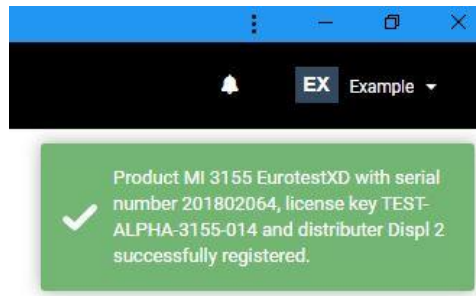 EX Example
Product MI 3155 EurotestXD with serial
number 201802064, license key TEST-
ALPHA-3155-014 and distributer Displ 2
successfully registered.